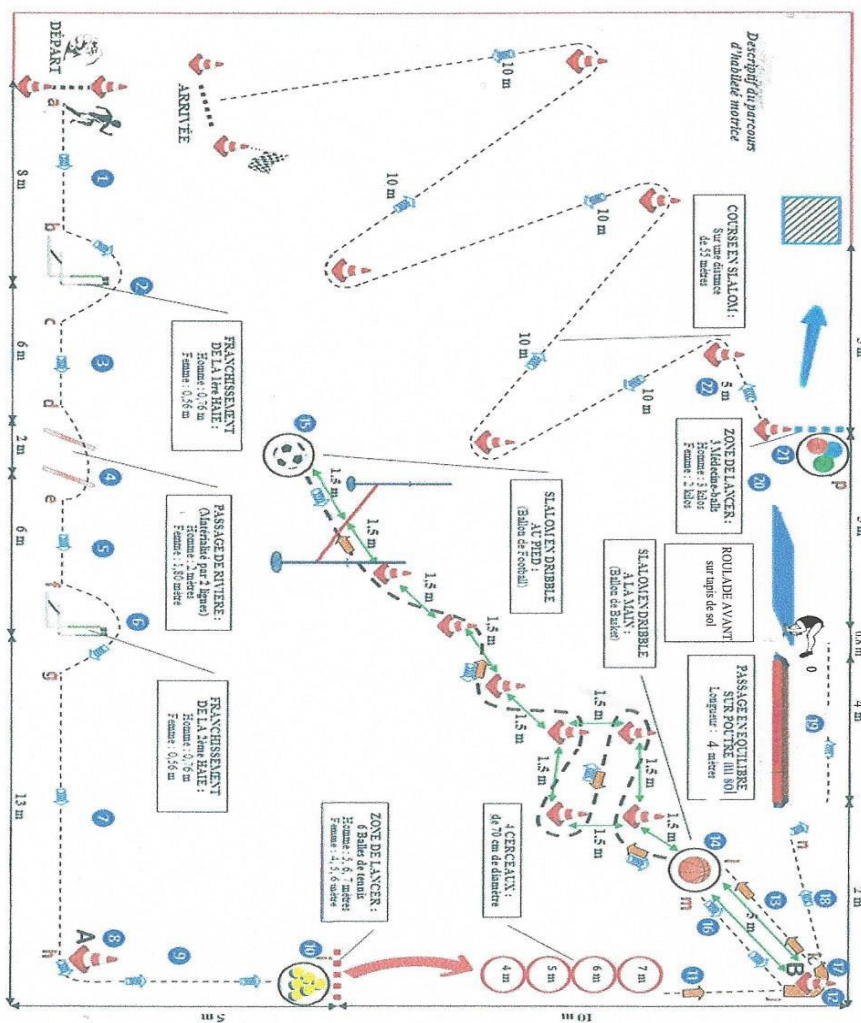 Descriptif du parcours
d'habileté motrice
DÉPART
ARRIVÉE
10 m
10 m
10 m
10 m
10 m
5 m
COURSE EN SLALOM :
Sur une distance
de 55 mètres
ZONE DE LANCER :
3 Médecine-balls
Homme : 3 kilos
Femme : 2 kilos
ROULADE AVANT
sur tapis de sol
PASSAGE EN EQUILIBRE
SUR POUTRE (au sol)
Longueur : 4 mètres
SLALOM EN DRIBBLE
A LA MAIN :
(Ballon de Basket)
SLALOM EN DRIBBLE
AU PIED :
(Ballon de Football)
FRANCHISSEMENT
DE LA 1ère HAIE :
Homme : 0,76 m
Femme : 0,56 m
PASSAGE DE RIVIERE :
(Matérialisé par 2 lignes)
Homme : 2 mètres
Femme : 1,80 mètre
FRANCHISSEMENT
DE LA 2ème HAIE :
Homme : 0,76 m
Femme : 0,56 m
ZONE DE LANCER :
6 Balles de tennis
Homme : 5, 6, 7 mètres
Femme : 4, 5, 6 mètre
4 CERCEAUX :
de 70 cm de diamètre
4 m
5 m
6 m
7 m
1.5 m
1.5 m
1.5 m
1,5 m
1.5 m
1.5 m
1.5 m
1.5 m
1.5 m
1.5 m
5 m
a
b
c
d
e
f
g
h
A
B
k
m
n
o
p
1
2
3
4
5
6
7
8
9
10
11
12
13
14
15
16
17
18
19
20
21
22
8 m
6 m
2 m
6 m
13 m
5 m
10 m
2 m
4 m
0,8 m